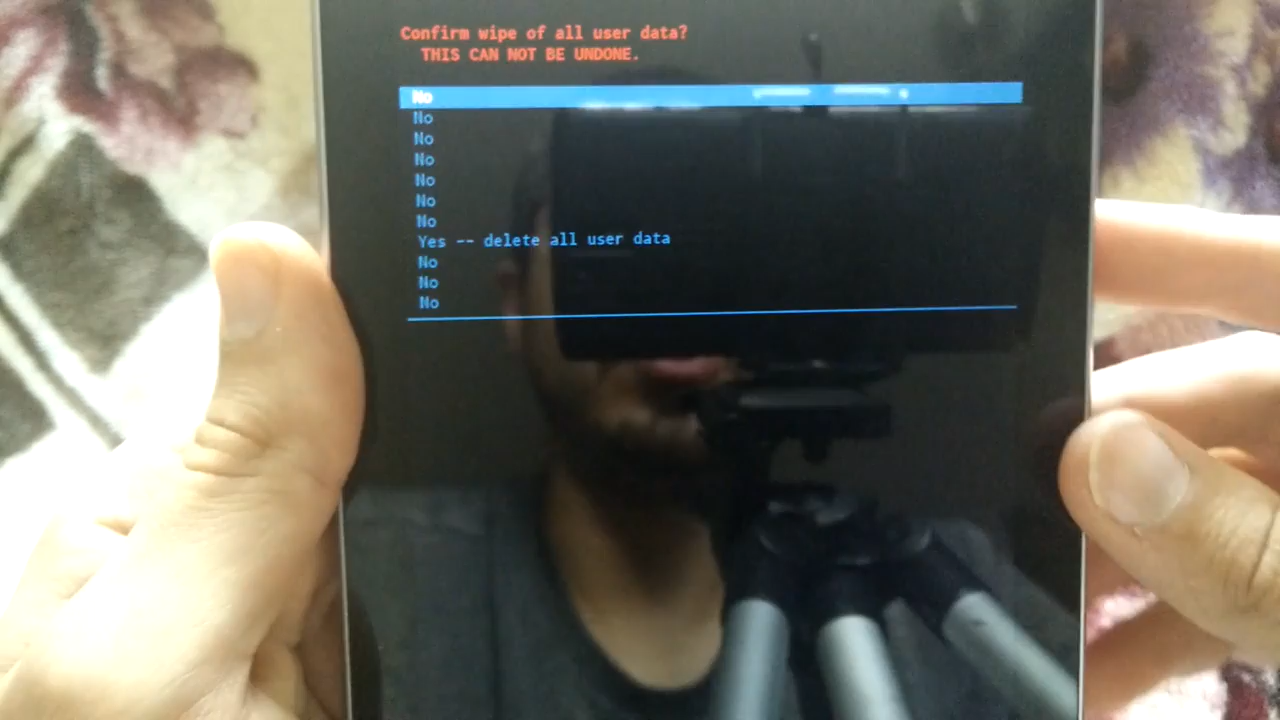 Confirm wipe of all user data?
THIS CAN NOT BE UNDONE.
No
No
No
No
No
No
No
Yes -- delete all user data
No
No
No